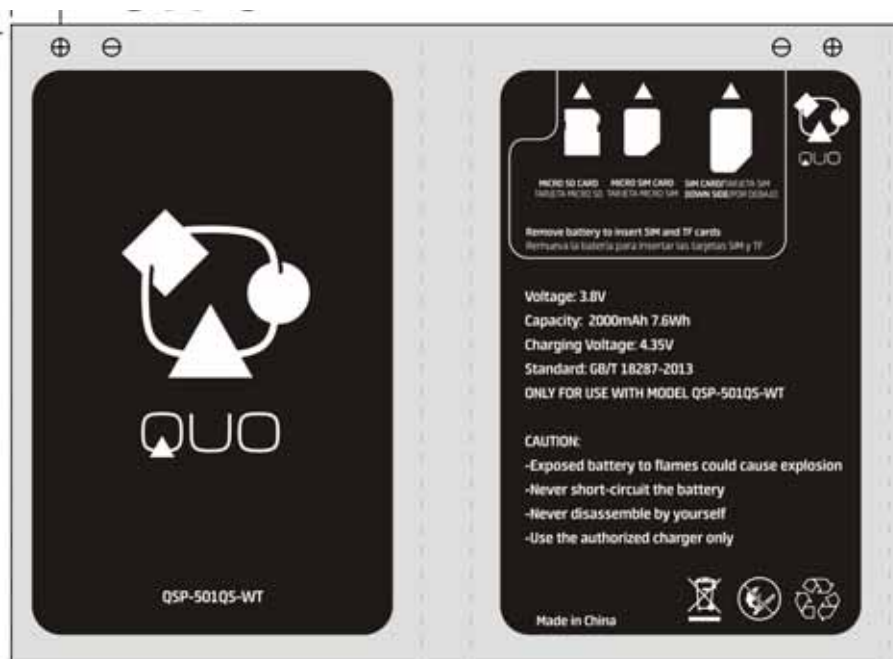 QUO
QSP-501QS-WT
QUO
MICRO SD CARD
TARJETA MICRO SD
MICRO SIM CARD
TARJETA MICRO SIM
SIM CARD/TARJETA SIM
DOWN SIDE/POR DEBAJO
Remove battery to insert SIM and TF cards
Remueva la batería para insertar las tarjetas SIM y TF
Voltage: 3.8V
Capacity: 2000mAh 7.6Wh
Charging Voltage: 4.35V
Standard: GB/T 18287-2013
ONLY FOR USE WITH MODEL QSP-501QS-WT
CAUTION:
-Exposed battery to flames could cause explosion
-Never short-circuit the battery
-Never disassemble by yourself
-Use the authorized charger only
Made in China